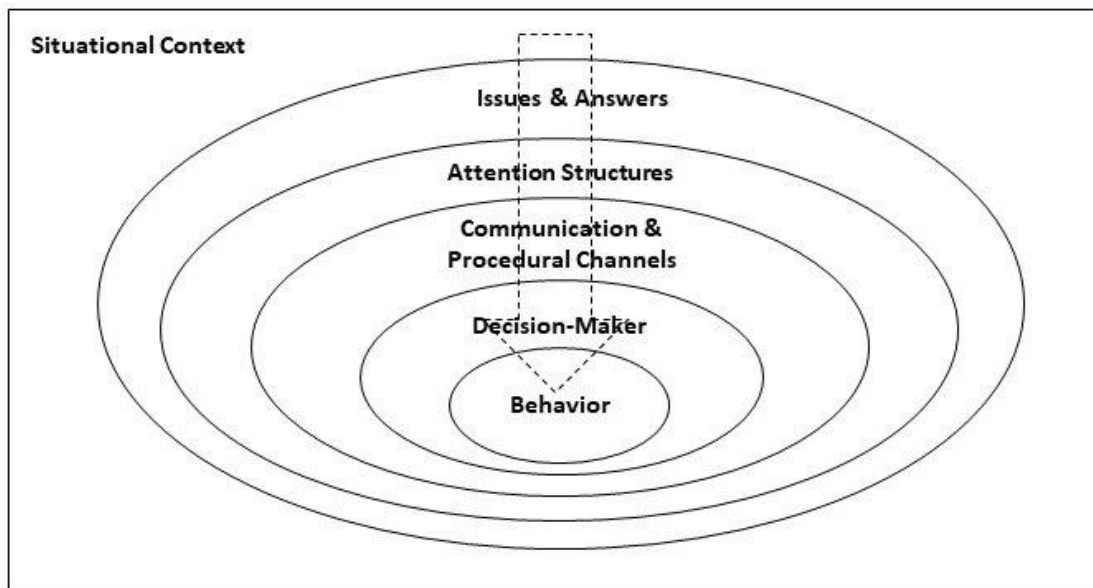 Situational Context
Issues & Answers
Attention Structures
Communication &
Procedural Channels
Decision-Maker
Behavior